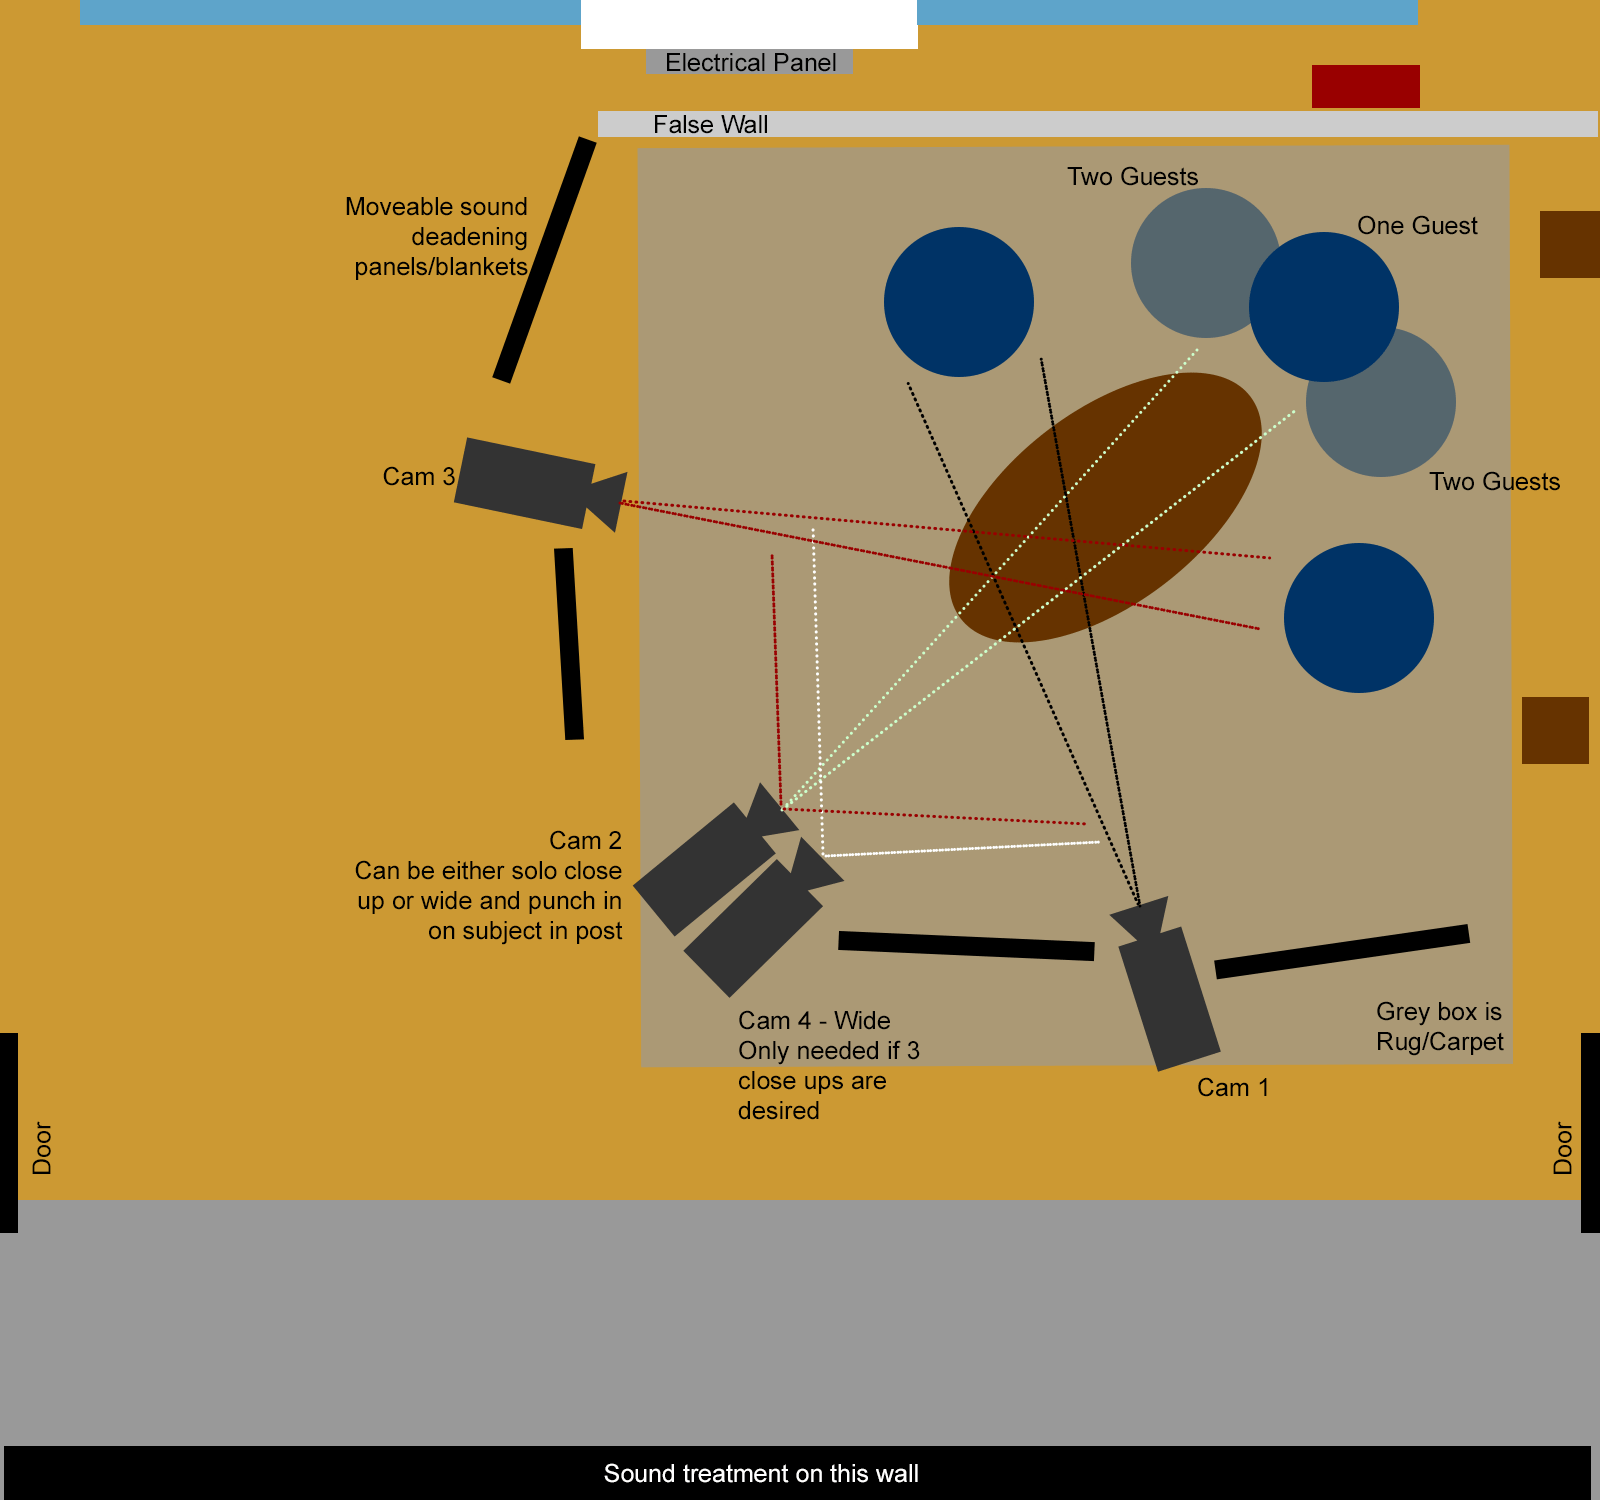 Electrical Panel
False Wall
Two Guests
Moveable sound
deadening
panels/blankets
One Guest
Cam 3
Two Guests
Cam 2
Can be either solo close
up or wide and punch in
on subject in post
Cam 4 - Wide
Only needed if 3
close ups are
desired
Grey box is
Rug/Carpet
Cam 1
Door
Door
Sound treatment on this wall